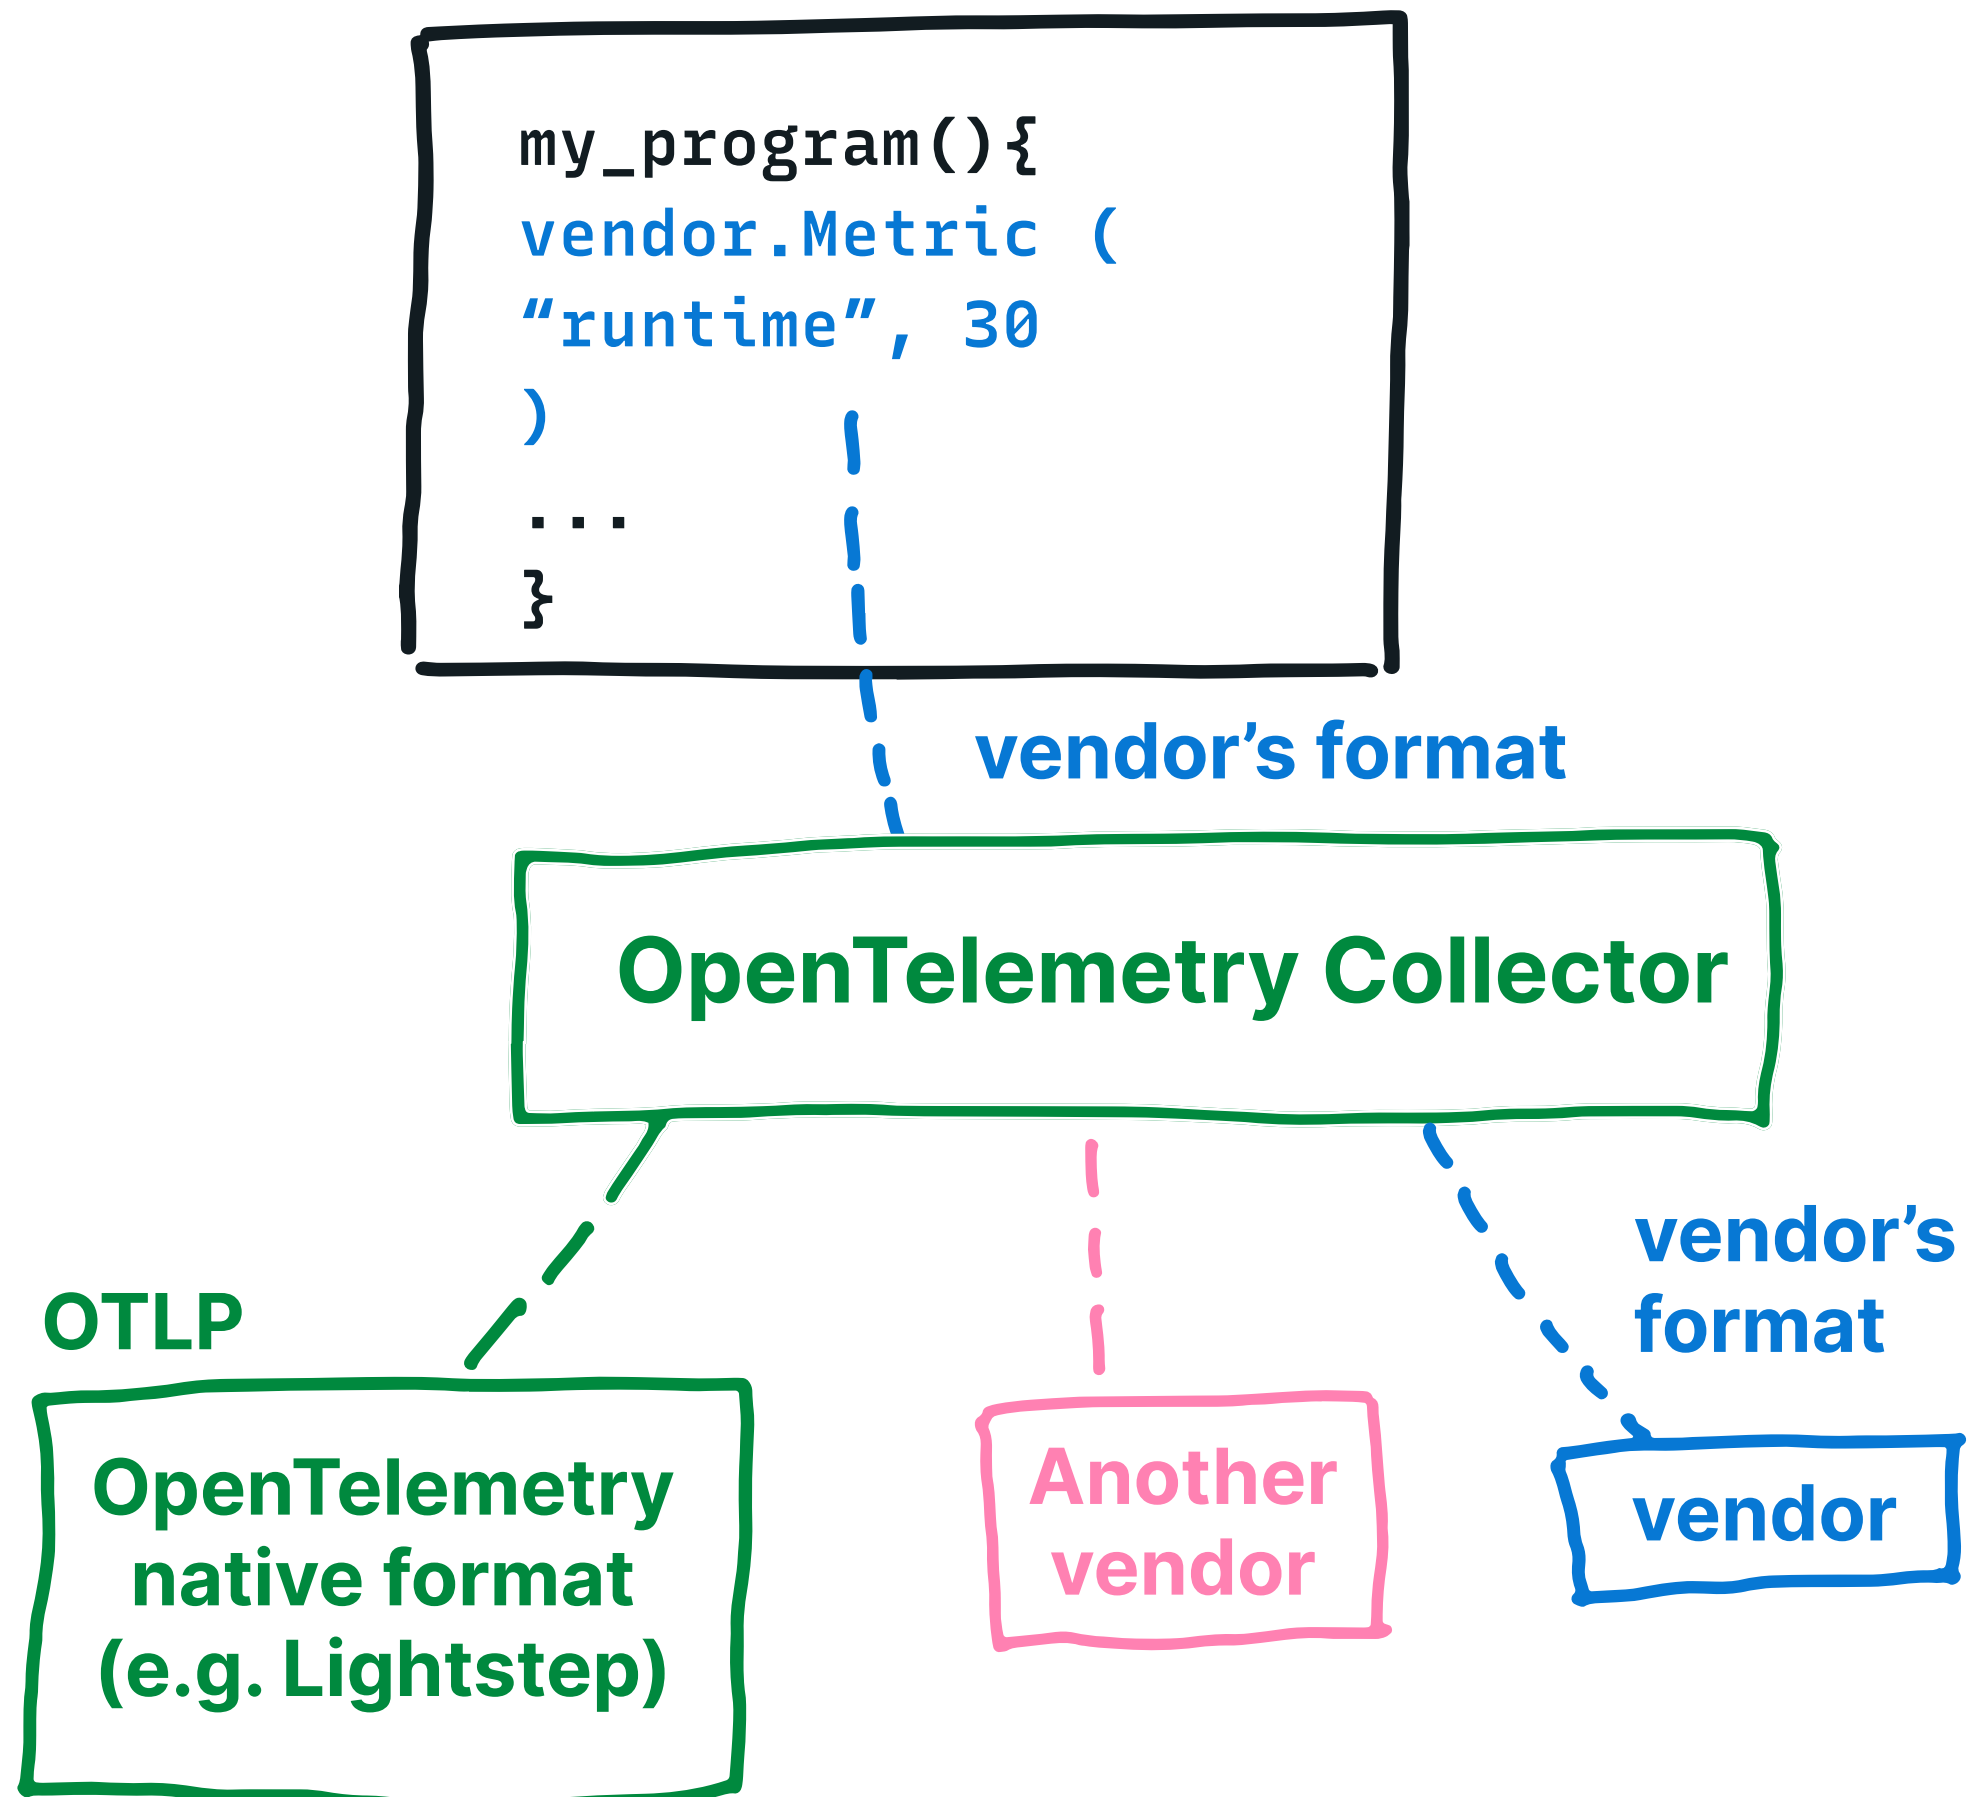 my_program(){
vendor.Metric (
“runtime”, 30
)
...
}
vendor’s format
OpenTelemetry Collector
OTLP
OpenTelemetry
native format
(e.g. Lightstep)
Another
vendor
vendor’s
format
vendor